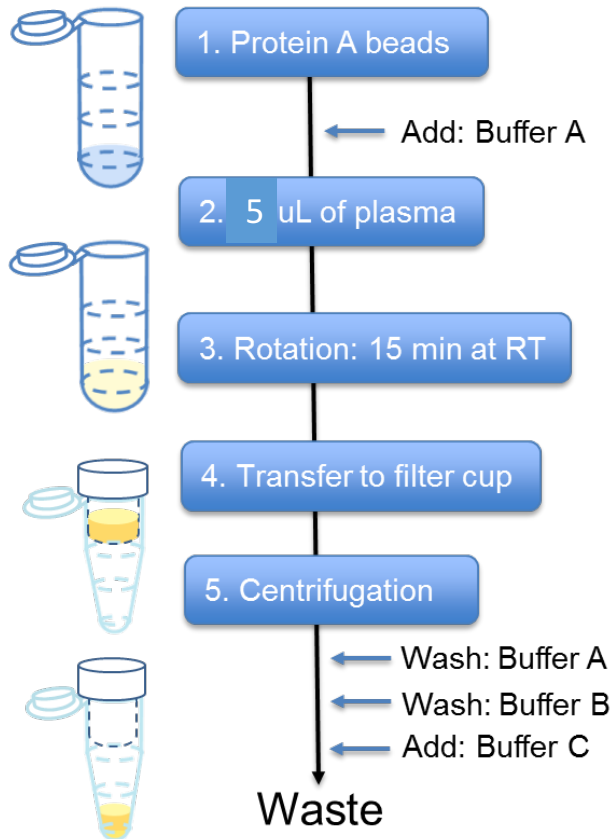 1. Protein A beads
Add: Buffer A
2. 5 uL of plasma
3. Rotation: 15 min at RT
4. Transfer to filter cup
5. Centrifugation
Wash: Buffer A
Wash: Buffer B
Add: Buffer C
Waste